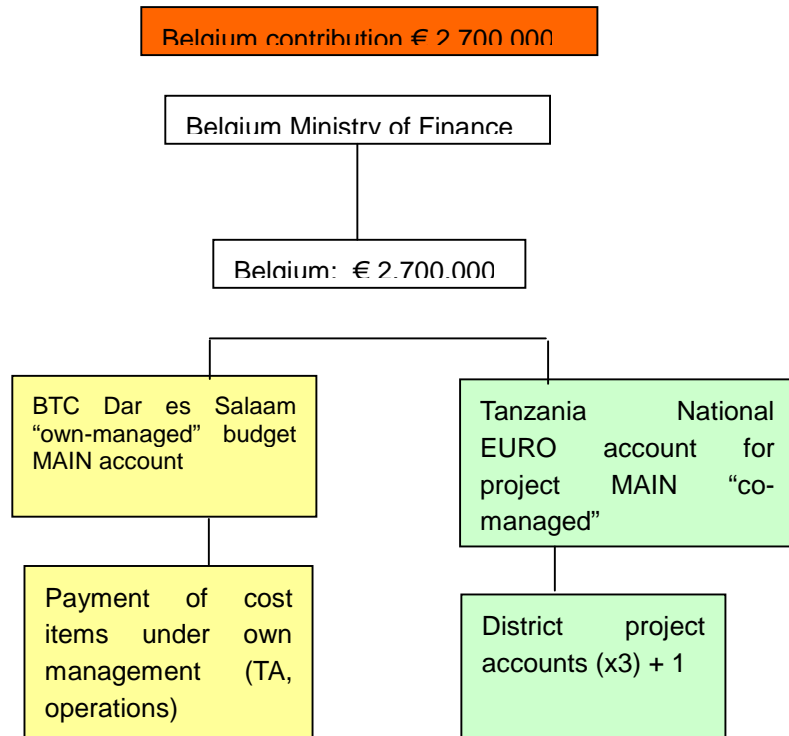 Belgium contribution € 2.700.000
Belgium Ministry of Finance
Belgium: € 2.700.000
BTC Dar es Salaam
“own-managed” budget
MAIN account
Tanzania National
EURO account for
project MAIN “co-
managed”
Payment of cost
items under own
management (TA,
operations)
District project
accounts (x3) + 1